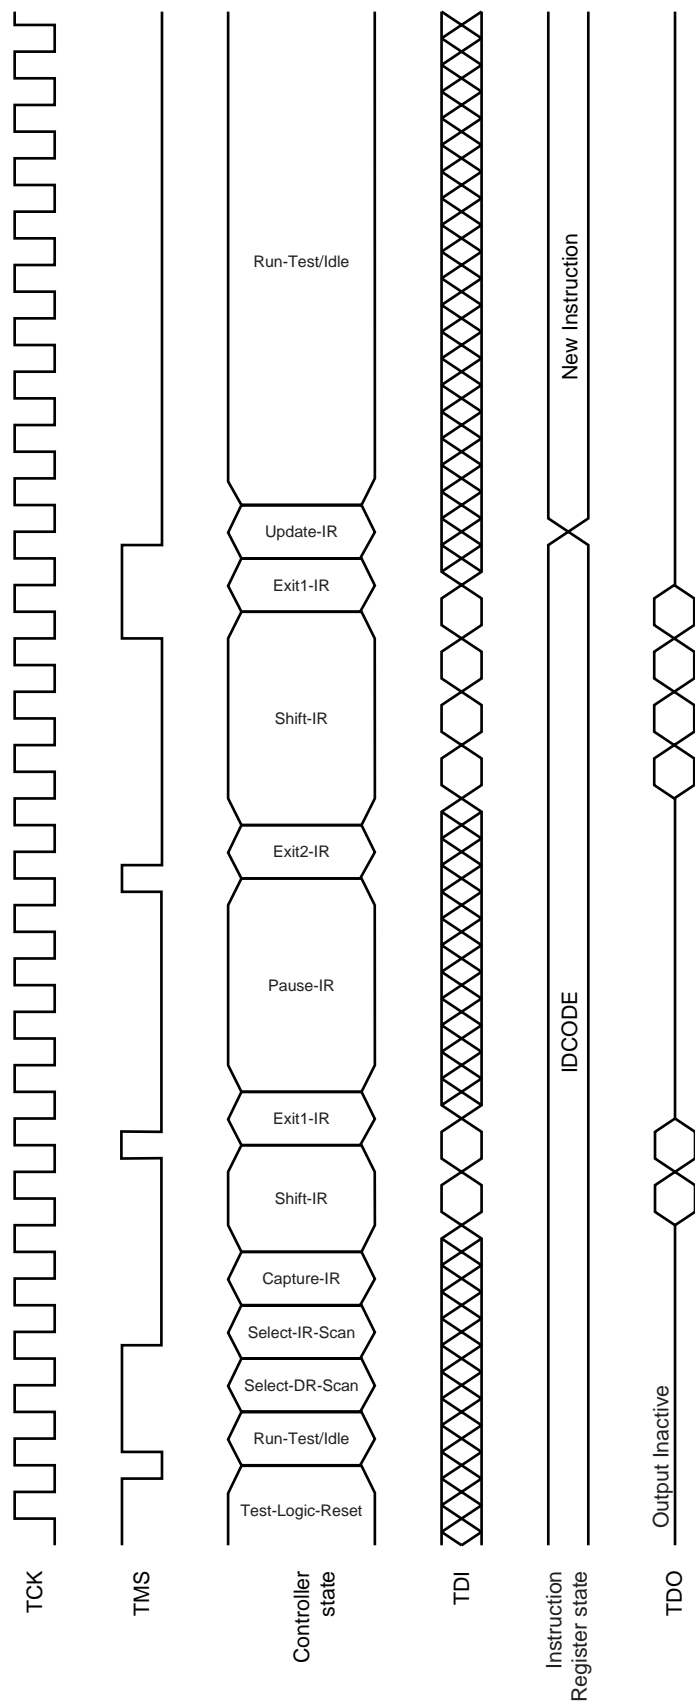 TCK
TMS
Controller
state
TDI
Instruction
Register state
TDO
Test-Logic-Reset
Run-Test/Idle
Select-DR-Scan
Select-IR-Scan
Capture-IR
Shift-IR
Exit1-IR
Pause-IR
Exit2-IR
Shift-IR
Exit1-IR
Update-IR
Run-Test/Idle
IDCODE
New Instruction
Output Inactive